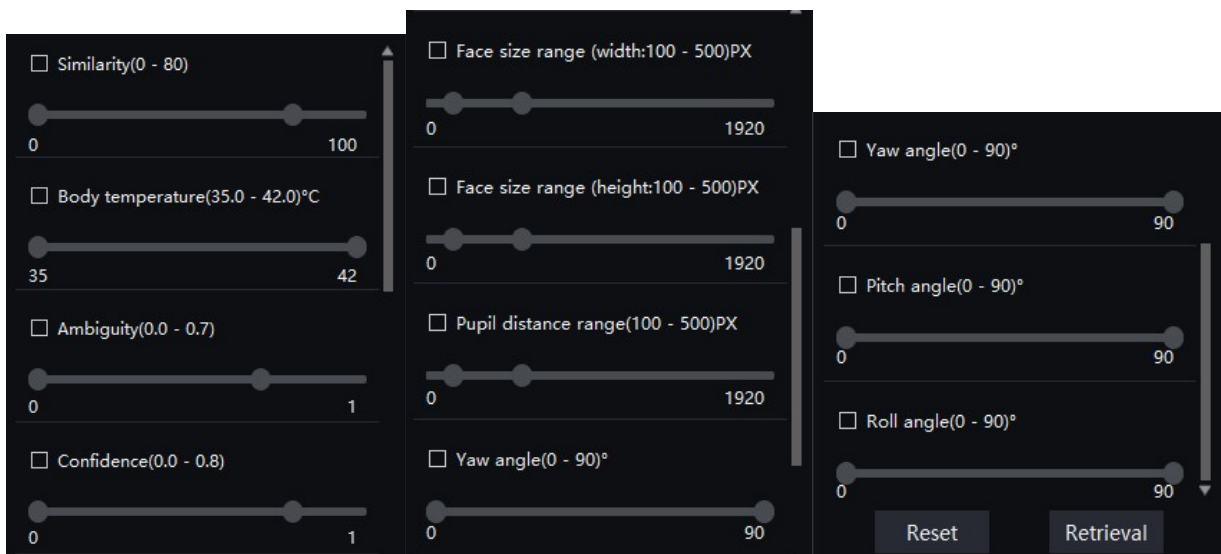 Similarity(0 - 80)
0 100
Body temperature(35.0 - 42.0)°C
35 42
Ambiguity(0.0 - 0.7)
0 1
Confidence(0.0 - 0.8)
0 1
Face size range (width:100 - 500)PX
0 1920
Face size range (height:100 - 500)PX
0 1920
Pupil distance range(100 - 500)PX
0 1920
Yaw angle(0 - 90)°
0 90
Yaw angle(0 - 90)°
0 90
Pitch angle(0 - 90)°
0 90
Roll angle(0 - 90)°
0 90
Reset Retrieval